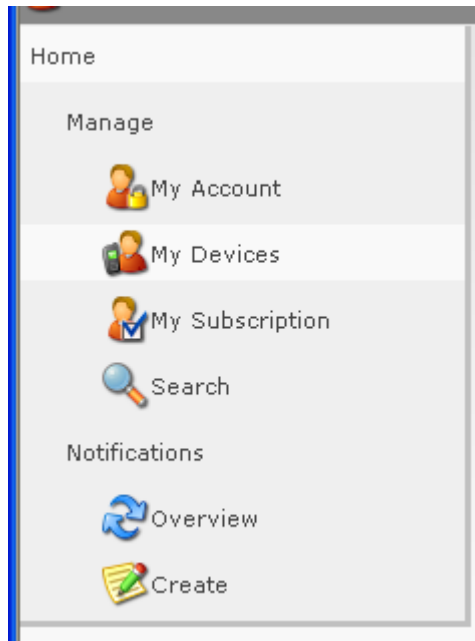 Home
Manage
My Account
My Devices
My Subscription
Search
Notifications
Overview
Create